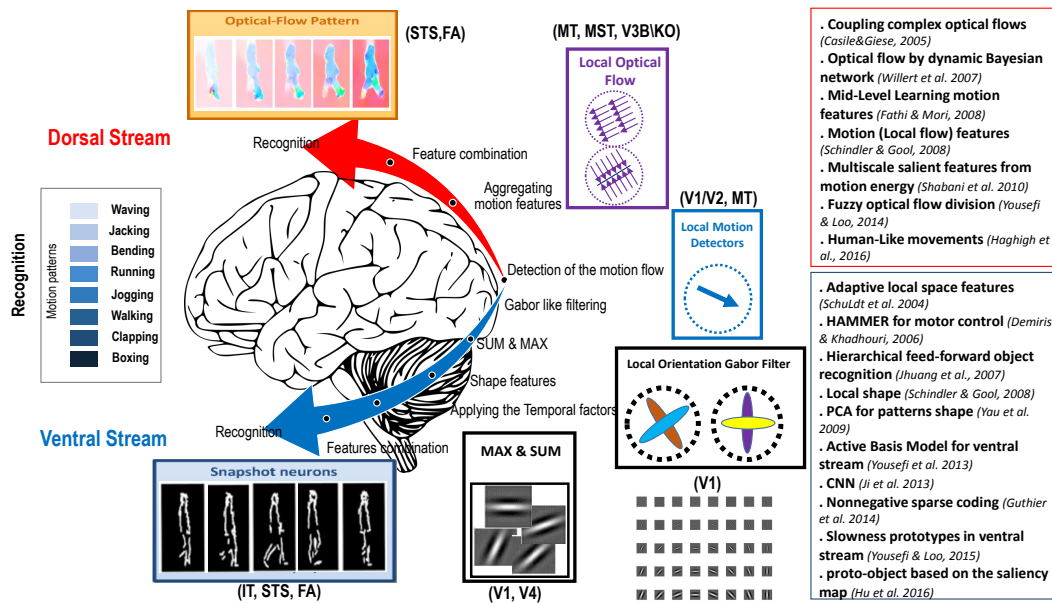 Optical-Flow Pattern
(STS,FA)
Dorsal Stream
Recognition
Feature combination
Aggregating
motion features
Detection of the motion flow
Gabor like filtering
SUM & MAX
Shape features
Applying the Temporal factors
Features combination
Recognition
Ventral Stream
Recognition
Motion patterns
Waving
Jacking
Bending
Running
Jogging
Walking
Clapping
Boxing
Snapshot neurons
(IT, STS, FA)
(MT, MST, V3B\KO)
Local Optical
Flow
(V1/V2, MT)
Local Motion
Detectors
Local Orientation Gabor Filter
(V1)
MAX & SUM
(V1, V4)
. Coupling complex optical flows
(Casile&Giese, 2005)
. Optical flow by dynamic Bayesian
network (Willert et al. 2007)
. Mid-Level Learning motion
features (Fathi & Mori, 2008)
. Motion (Local flow) features
(Schindler & Gool, 2008)
. Multiscale salient features from
motion energy (Shabani et al. 2010)
. Fuzzy optical flow division (Yousefi
& Loo, 2014)
. Human-Like movements (Haghigh et
al., 2016)
. Adaptive local space features
(SchuLdt et al. 2004)
. HAMMER for motor control (Demiris
& Khadhouri, 2006)
. Hierarchical feed-forward object
recognition (Jhuang et al., 2007)
. Local shape (Schindler & Gool, 2008)
. PCA for patterns shape (Yau et al.
2009)
. Active Basis Model for ventral
stream (Yousefi et al. 2013)
. CNN (Ji et al. 2013)
. Nonnegative sparse coding (Guthier
et al. 2014)
. Slowness prototypes in ventral
stream (Yousefi & Loo, 2015)
. proto-object based on the saliency
map (Hu et al. 2016)